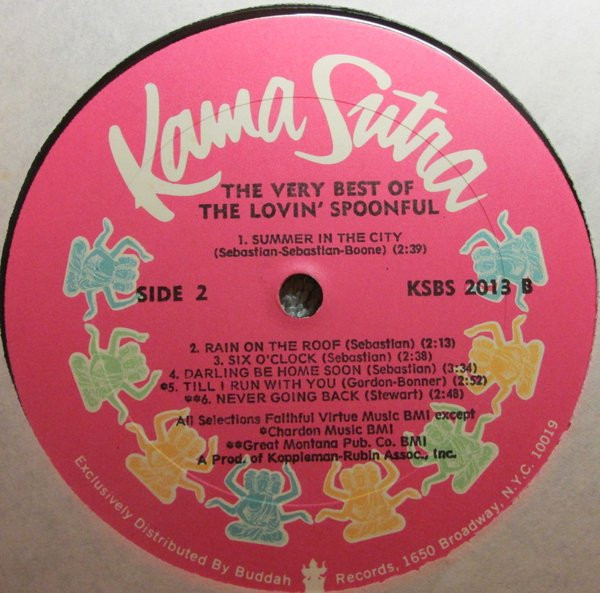 Kama Sutra
THE VERY BEST OF
THE LOVIN' SPOONFUL
1. SUMMER IN THE CITY
(Sebastian-Sebastian-Boone) (2:39)
SIDE 2
KSBS 2013 B
2. RAIN ON THE ROOF (Sebastian) (2:13)
3. SIX O'CLOCK (Sebastian) (2:38)
4. DARLING BE HOME SOON (Sebastian) (3:34)
*5. TILL I RUN WITH YOU (Gordon-Bonner) (2:52)
**6. NEVER GOING BACK (Stewart) (2:48)
All Selections Faithful Virtue Music BMI except
*Chardon Music BMI
**Great Montana Pub. Co. BMI
A Prod. of Koppleman-Rubin Assoc., Inc.
Exclusively Distributed By Buddah Records, 1650 Broadway, N.Y.C. 10019